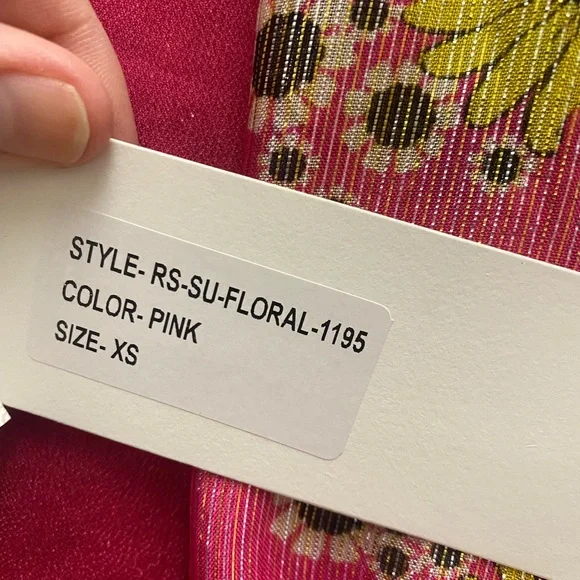 STYLE- RS-SU-FLORAL-1195
COLOR- PINK
SIZE- XS